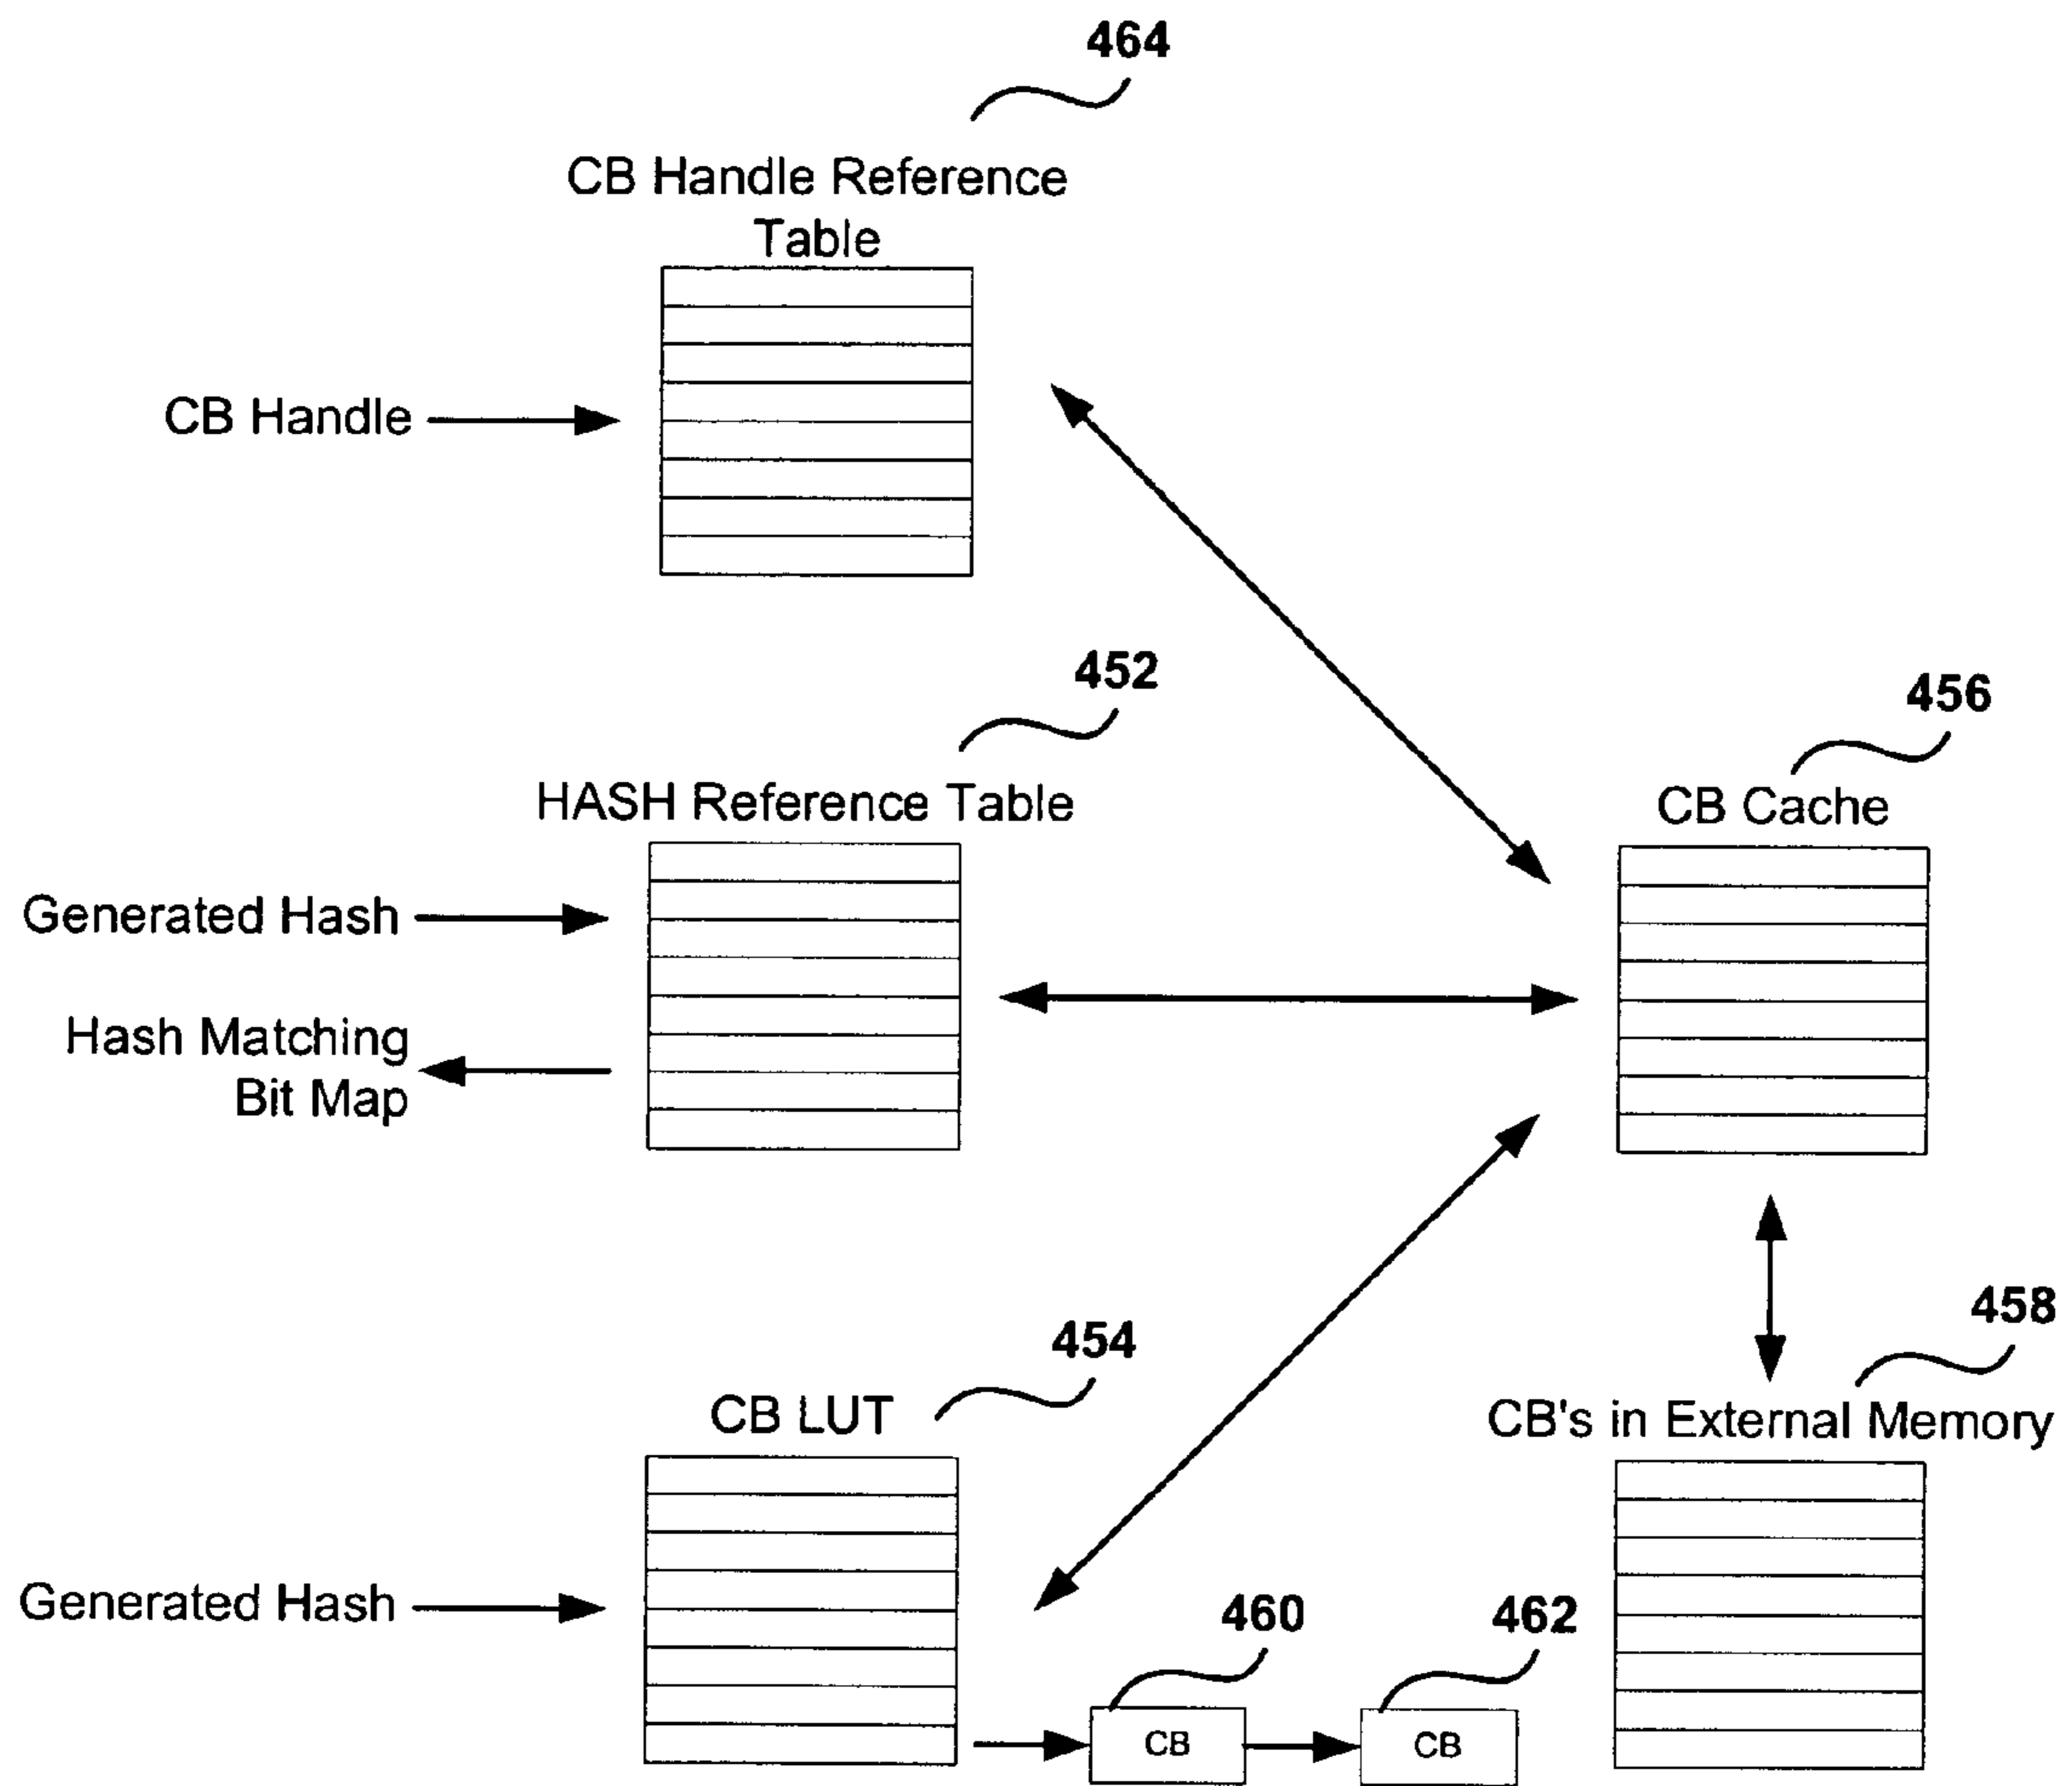 464
CB Handle Reference
Table
CB Handle
452
456
HASH Reference Table
CB Cache
Generated Hash
Hash Matching
Bit Map
454
458
CB LUT
CB's in External Memory
Generated Hash
460
462
CB
CB